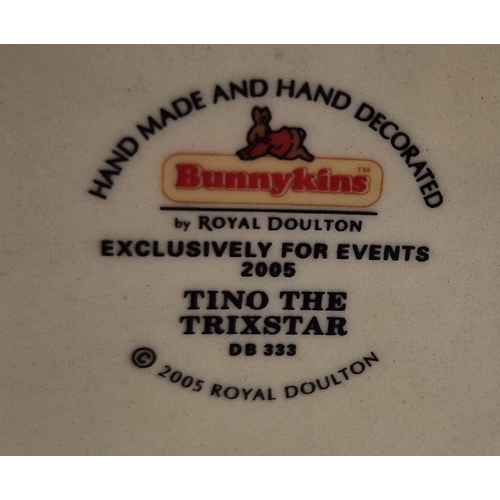 HAND MADE AND HAND DECORATED
Bunnykins™
by ROYAL DOULTON
EXCLUSIVELY FOR EVENTS
2005
TINO THE
TRIXSTAR
DB 333
© 2005 ROYAL DOULTON